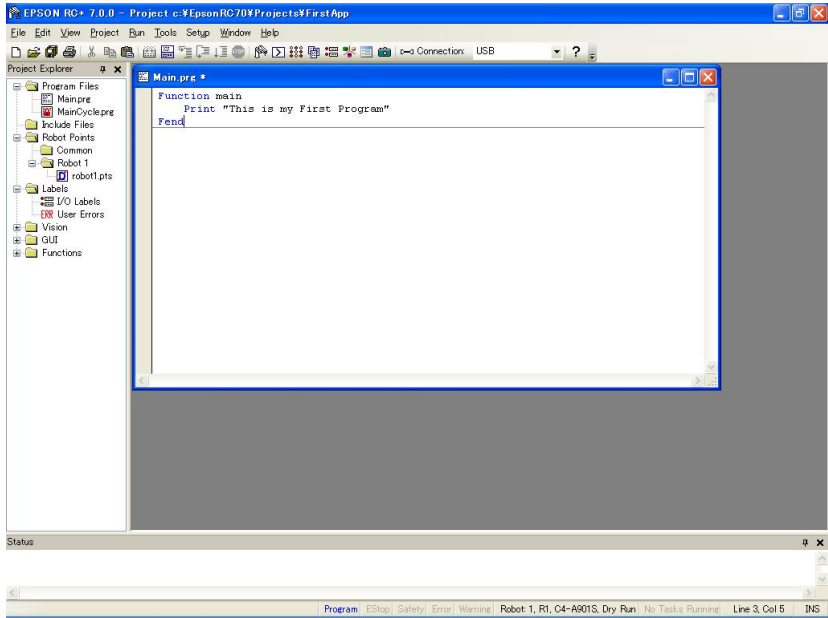 EPSON RC+ 7.0.0 - Project c:¥EpsonRC70¥Projects¥FirstApp
File Edit View Project Run Tools Setup Window Help
Connection: USB
?
Project Explorer
Program Files
Main.prg
MainCycle.prg
Include Files
Robot Points
Common
Robot 1
robot1.pts
Labels
I/O Labels
ERR User Errors
Vision
GUI
Functions
Main.prg *
Function main
Print "This is my First Program"
Fend
Status
Program EStop Safety Error Warning Robot: 1, R1, C4-A901S, Dry Run No Tasks Running Line 3, Col 5 INS